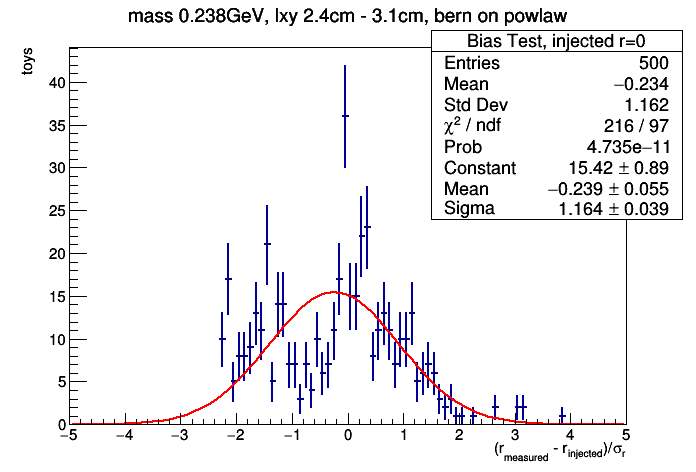 mass 0.238GeV, lxy 2.4cm - 3.1cm, bern on powlaw
Bias Test, injected r=0
Entries 500
Mean −0.234
Std Dev 1.162
χ² / ndf 216 / 97
Prob 4.735e−11
Constant 15.42 ± 0.89
Mean −0.239 ± 0.055
Sigma 1.164 ± 0.039
toys
40
35
30
25
20
15
10
5
0
−5 −4 −3 −2 −1 0 1 2 3 4 5
(r_measured - r_injected)/σ_r